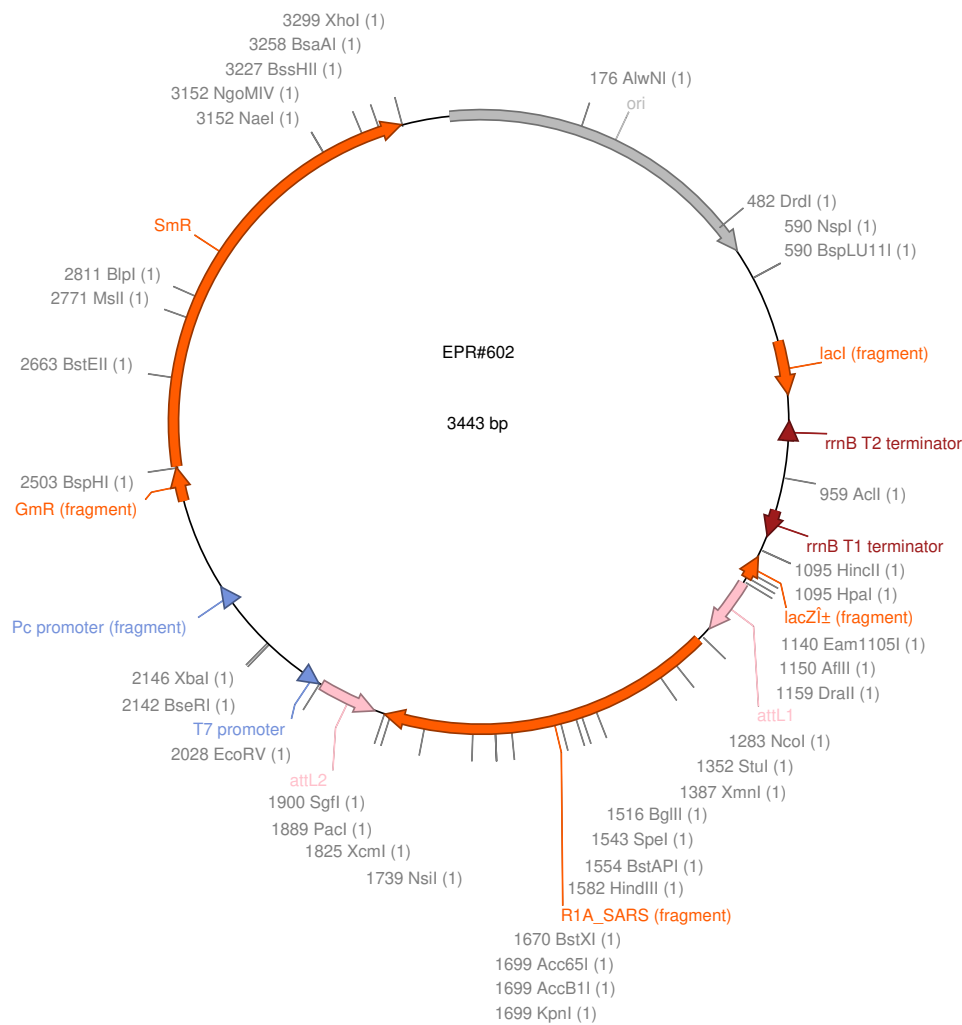 3299 XhoI (1)
3258 BsaAI (1)
3227 BssHII (1)
3152 NgoMIV (1)
3152 NaeI (1)
176 AlwNI (1)
ori
482 DrdI (1)
590 NspI (1)
590 BspLU11I (1)
SmR
2811 BlpI (1)
2771 MslI (1)
2663 BstEII (1)
2503 BspHI (1)
GmR (fragment)
EPR#602
3443 bp
lacI (fragment)
rrnB T2 terminator
959 AclI (1)
rrnB T1 terminator
1095 HincII (1)
1095 HpaI (1)
lacZÎ± (fragment)
1140 Eam1105I (1)
1150 AflII (1)
1159 DraII (1)
attL1
1283 NcoI (1)
1352 StuI (1)
1387 XmnI (1)
1516 BglII (1)
1543 SpeI (1)
1554 BstAPI (1)
1582 HindIII (1)
R1A_SARS (fragment)
1670 BstXI (1)
1699 Acc65I (1)
1699 AccB1I (1)
1699 KpnI (1)
Pc promoter (fragment)
2146 XbaI (1)
2142 BseRI (1)
T7 promoter
2028 EcoRV (1)
attL2
1900 SgfI (1)
1889 PacI (1)
1825 XcmI (1)
1739 NsiI (1)